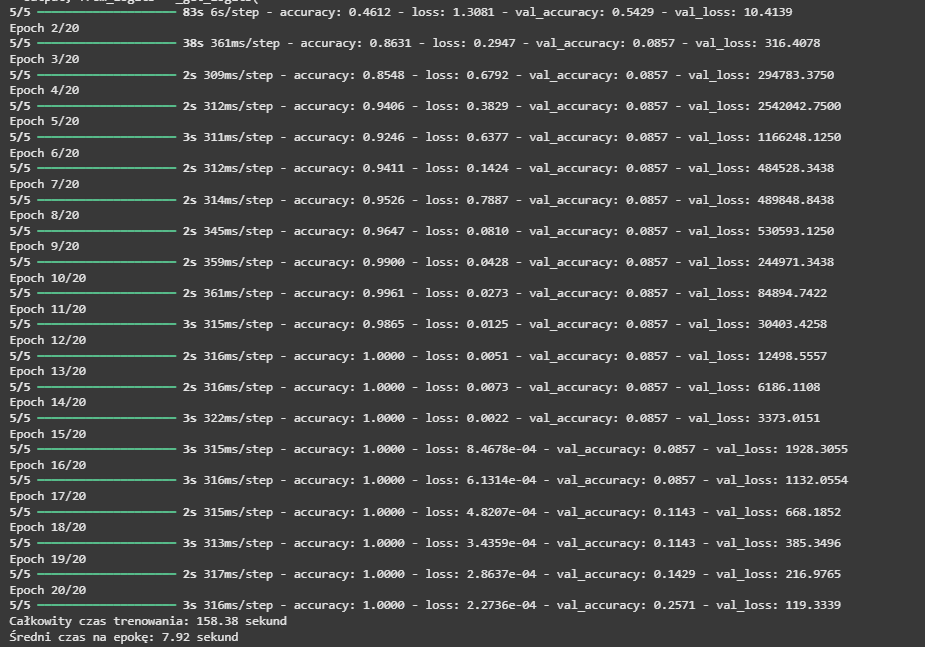 5/5 ━━━━━━━━━━━━━━━━━━━━ 83s 6s/step - accuracy: 0.4612 - loss: 1.3081 - val_accuracy: 0.5429 - val_loss: 10.4139
Epoch 2/20
5/5 ━━━━━━━━━━━━━━━━━━━━ 38s 361ms/step - accuracy: 0.8631 - loss: 0.2947 - val_accuracy: 0.0857 - val_loss: 316.4078
Epoch 3/20
5/5 ━━━━━━━━━━━━━━━━━━━━ 2s 309ms/step - accuracy: 0.8548 - loss: 0.6792 - val_accuracy: 0.0857 - val_loss: 294783.3750
Epoch 4/20
5/5 ━━━━━━━━━━━━━━━━━━━━ 2s 312ms/step - accuracy: 0.9406 - loss: 0.3829 - val_accuracy: 0.0857 - val_loss: 2542042.7500
Epoch 5/20
5/5 ━━━━━━━━━━━━━━━━━━━━ 3s 311ms/step - accuracy: 0.9246 - loss: 0.6377 - val_accuracy: 0.0857 - val_loss: 1166248.1250
Epoch 6/20
5/5 ━━━━━━━━━━━━━━━━━━━━ 2s 312ms/step - accuracy: 0.9411 - loss: 0.1424 - val_accuracy: 0.0857 - val_loss: 484528.3438
Epoch 7/20
5/5 ━━━━━━━━━━━━━━━━━━━━ 2s 314ms/step - accuracy: 0.9526 - loss: 0.7887 - val_accuracy: 0.0857 - val_loss: 489848.8438
Epoch 8/20
5/5 ━━━━━━━━━━━━━━━━━━━━ 2s 345ms/step - accuracy: 0.9647 - loss: 0.0810 - val_accuracy: 0.0857 - val_loss: 530593.1250
Epoch 9/20
5/5 ━━━━━━━━━━━━━━━━━━━━ 2s 359ms/step - accuracy: 0.9900 - loss: 0.0428 - val_accuracy: 0.0857 - val_loss: 244971.3438
Epoch 10/20
5/5 ━━━━━━━━━━━━━━━━━━━━ 2s 361ms/step - accuracy: 0.9961 - loss: 0.0273 - val_accuracy: 0.0857 - val_loss: 84894.7422
Epoch 11/20
5/5 ━━━━━━━━━━━━━━━━━━━━ 3s 315ms/step - accuracy: 0.9865 - loss: 0.0125 - val_accuracy: 0.0857 - val_loss: 30403.4258
Epoch 12/20
5/5 ━━━━━━━━━━━━━━━━━━━━ 2s 316ms/step - accuracy: 1.0000 - loss: 0.0051 - val_accuracy: 0.0857 - val_loss: 12498.5557
Epoch 13/20
5/5 ━━━━━━━━━━━━━━━━━━━━ 2s 316ms/step - accuracy: 1.0000 - loss: 0.0073 - val_accuracy: 0.0857 - val_loss: 6186.1108
Epoch 14/20
5/5 ━━━━━━━━━━━━━━━━━━━━ 3s 322ms/step - accuracy: 1.0000 - loss: 0.0022 - val_accuracy: 0.0857 - val_loss: 3373.0151
Epoch 15/20
5/5 ━━━━━━━━━━━━━━━━━━━━ 3s 315ms/step - accuracy: 1.0000 - loss: 8.4678e-04 - val_accuracy: 0.0857 - val_loss: 1928.3055
Epoch 16/20
5/5 ━━━━━━━━━━━━━━━━━━━━ 3s 316ms/step - accuracy: 1.0000 - loss: 6.1314e-04 - val_accuracy: 0.0857 - val_loss: 1132.0554
Epoch 17/20
5/5 ━━━━━━━━━━━━━━━━━━━━ 2s 315ms/step - accuracy: 1.0000 - loss: 4.8207e-04 - val_accuracy: 0.1143 - val_loss: 668.1852
Epoch 18/20
5/5 ━━━━━━━━━━━━━━━━━━━━ 3s 313ms/step - accuracy: 1.0000 - loss: 3.4359e-04 - val_accuracy: 0.1143 - val_loss: 385.3496
Epoch 19/20
5/5 ━━━━━━━━━━━━━━━━━━━━ 2s 317ms/step - accuracy: 1.0000 - loss: 2.8637e-04 - val_accuracy: 0.1429 - val_loss: 216.9765
Epoch 20/20
5/5 ━━━━━━━━━━━━━━━━━━━━ 3s 316ms/step - accuracy: 1.0000 - loss: 2.2736e-04 - val_accuracy: 0.2571 - val_loss: 119.3339
Całkowity czas trenowania: 158.38 sekund
Średni czas na epokę: 7.92 sekund